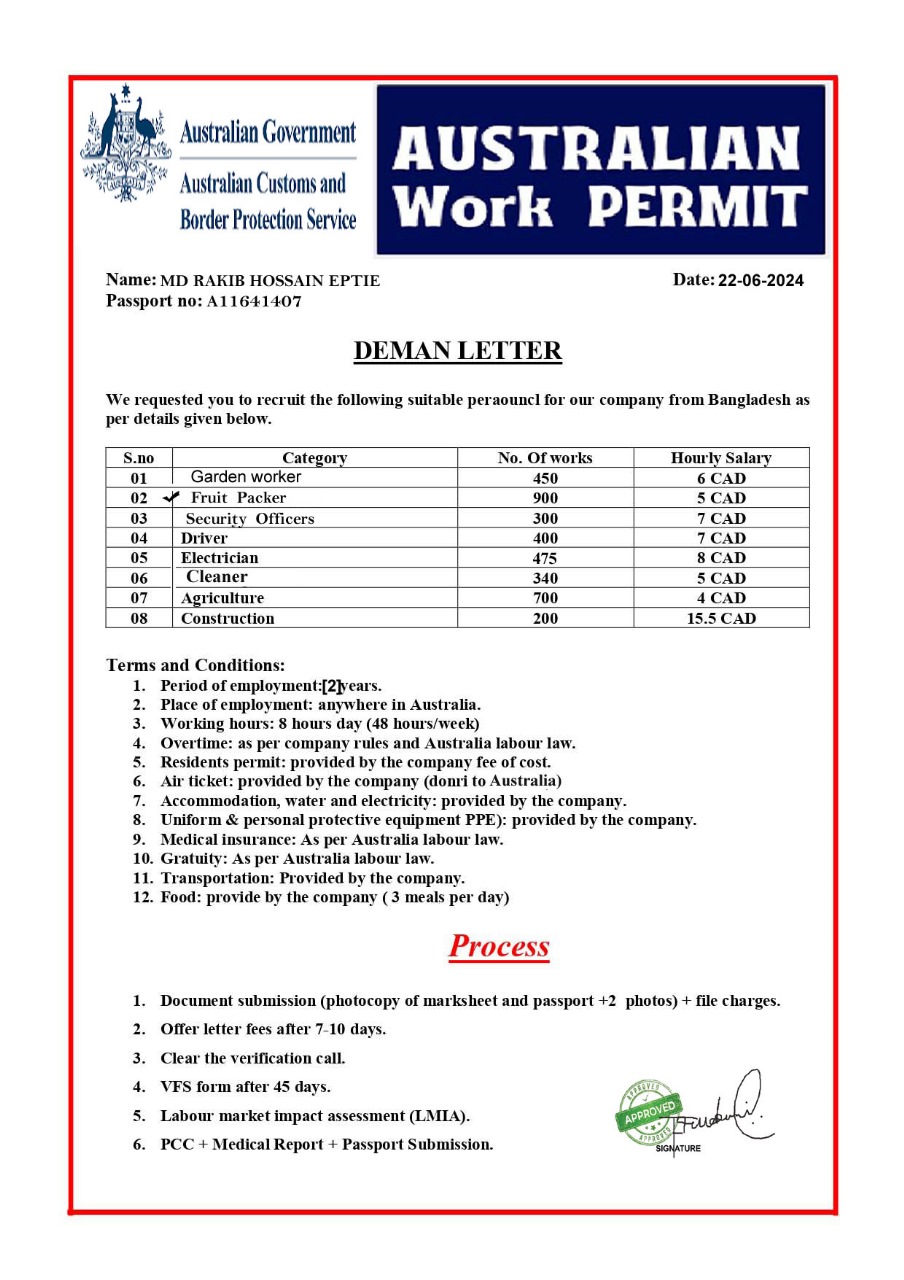 Australian Government
Australian Customs and
Border Protection Service
AUSTRALIAN
Work PERMIT
Name: MD RAKIB HOSSAIN EPTIE Date: 22-06-2024
Passport no: A11641407
DEMAN LETTER
We requested you to recruit the following suitable peraouncl for our company from Bangladesh as
per details given below.
S.no Category No. Of works Hourly Salary
01 Garden worker 450 6 CAD
02 ✔ Fruit Packer 900 5 CAD
03 Security Officers 300 7 CAD
04 Driver 400 7 CAD
05 Electrician 475 8 CAD
06 Cleaner 340 5 CAD
07 Agriculture 700 4 CAD
08 Construction 200 15.5 CAD
Terms and Conditions:
1. Period of employment:[2]years.
2. Place of employment: anywhere in Australia.
3. Working hours: 8 hours day (48 hours/week)
4. Overtime: as per company rules and Australia labour law.
5. Residents permit: provided by the company fee of cost.
6. Air ticket: provided by the company (donri to Australia)
7. Accommodation, water and electricity: provided by the company.
8. Uniform & personal protective equipment PPE): provided by the company.
9. Medical insurance: As per Australia labour law.
10. Gratuity: As per Australia labour law.
11. Transportation: Provided by the company.
12. Food: provide by the company ( 3 meals per day)
Process
1. Document submission (photocopy of marksheet and passport +2 photos) + file charges.
2. Offer letter fees after 7-10 days.
3. Clear the verification call.
4. VFS form after 45 days.
5. Labour market impact assessment (LMIA).
6. PCC + Medical Report + Passport Submission.
APPROVED
APPROVED
APPROVED
SIGNATURE